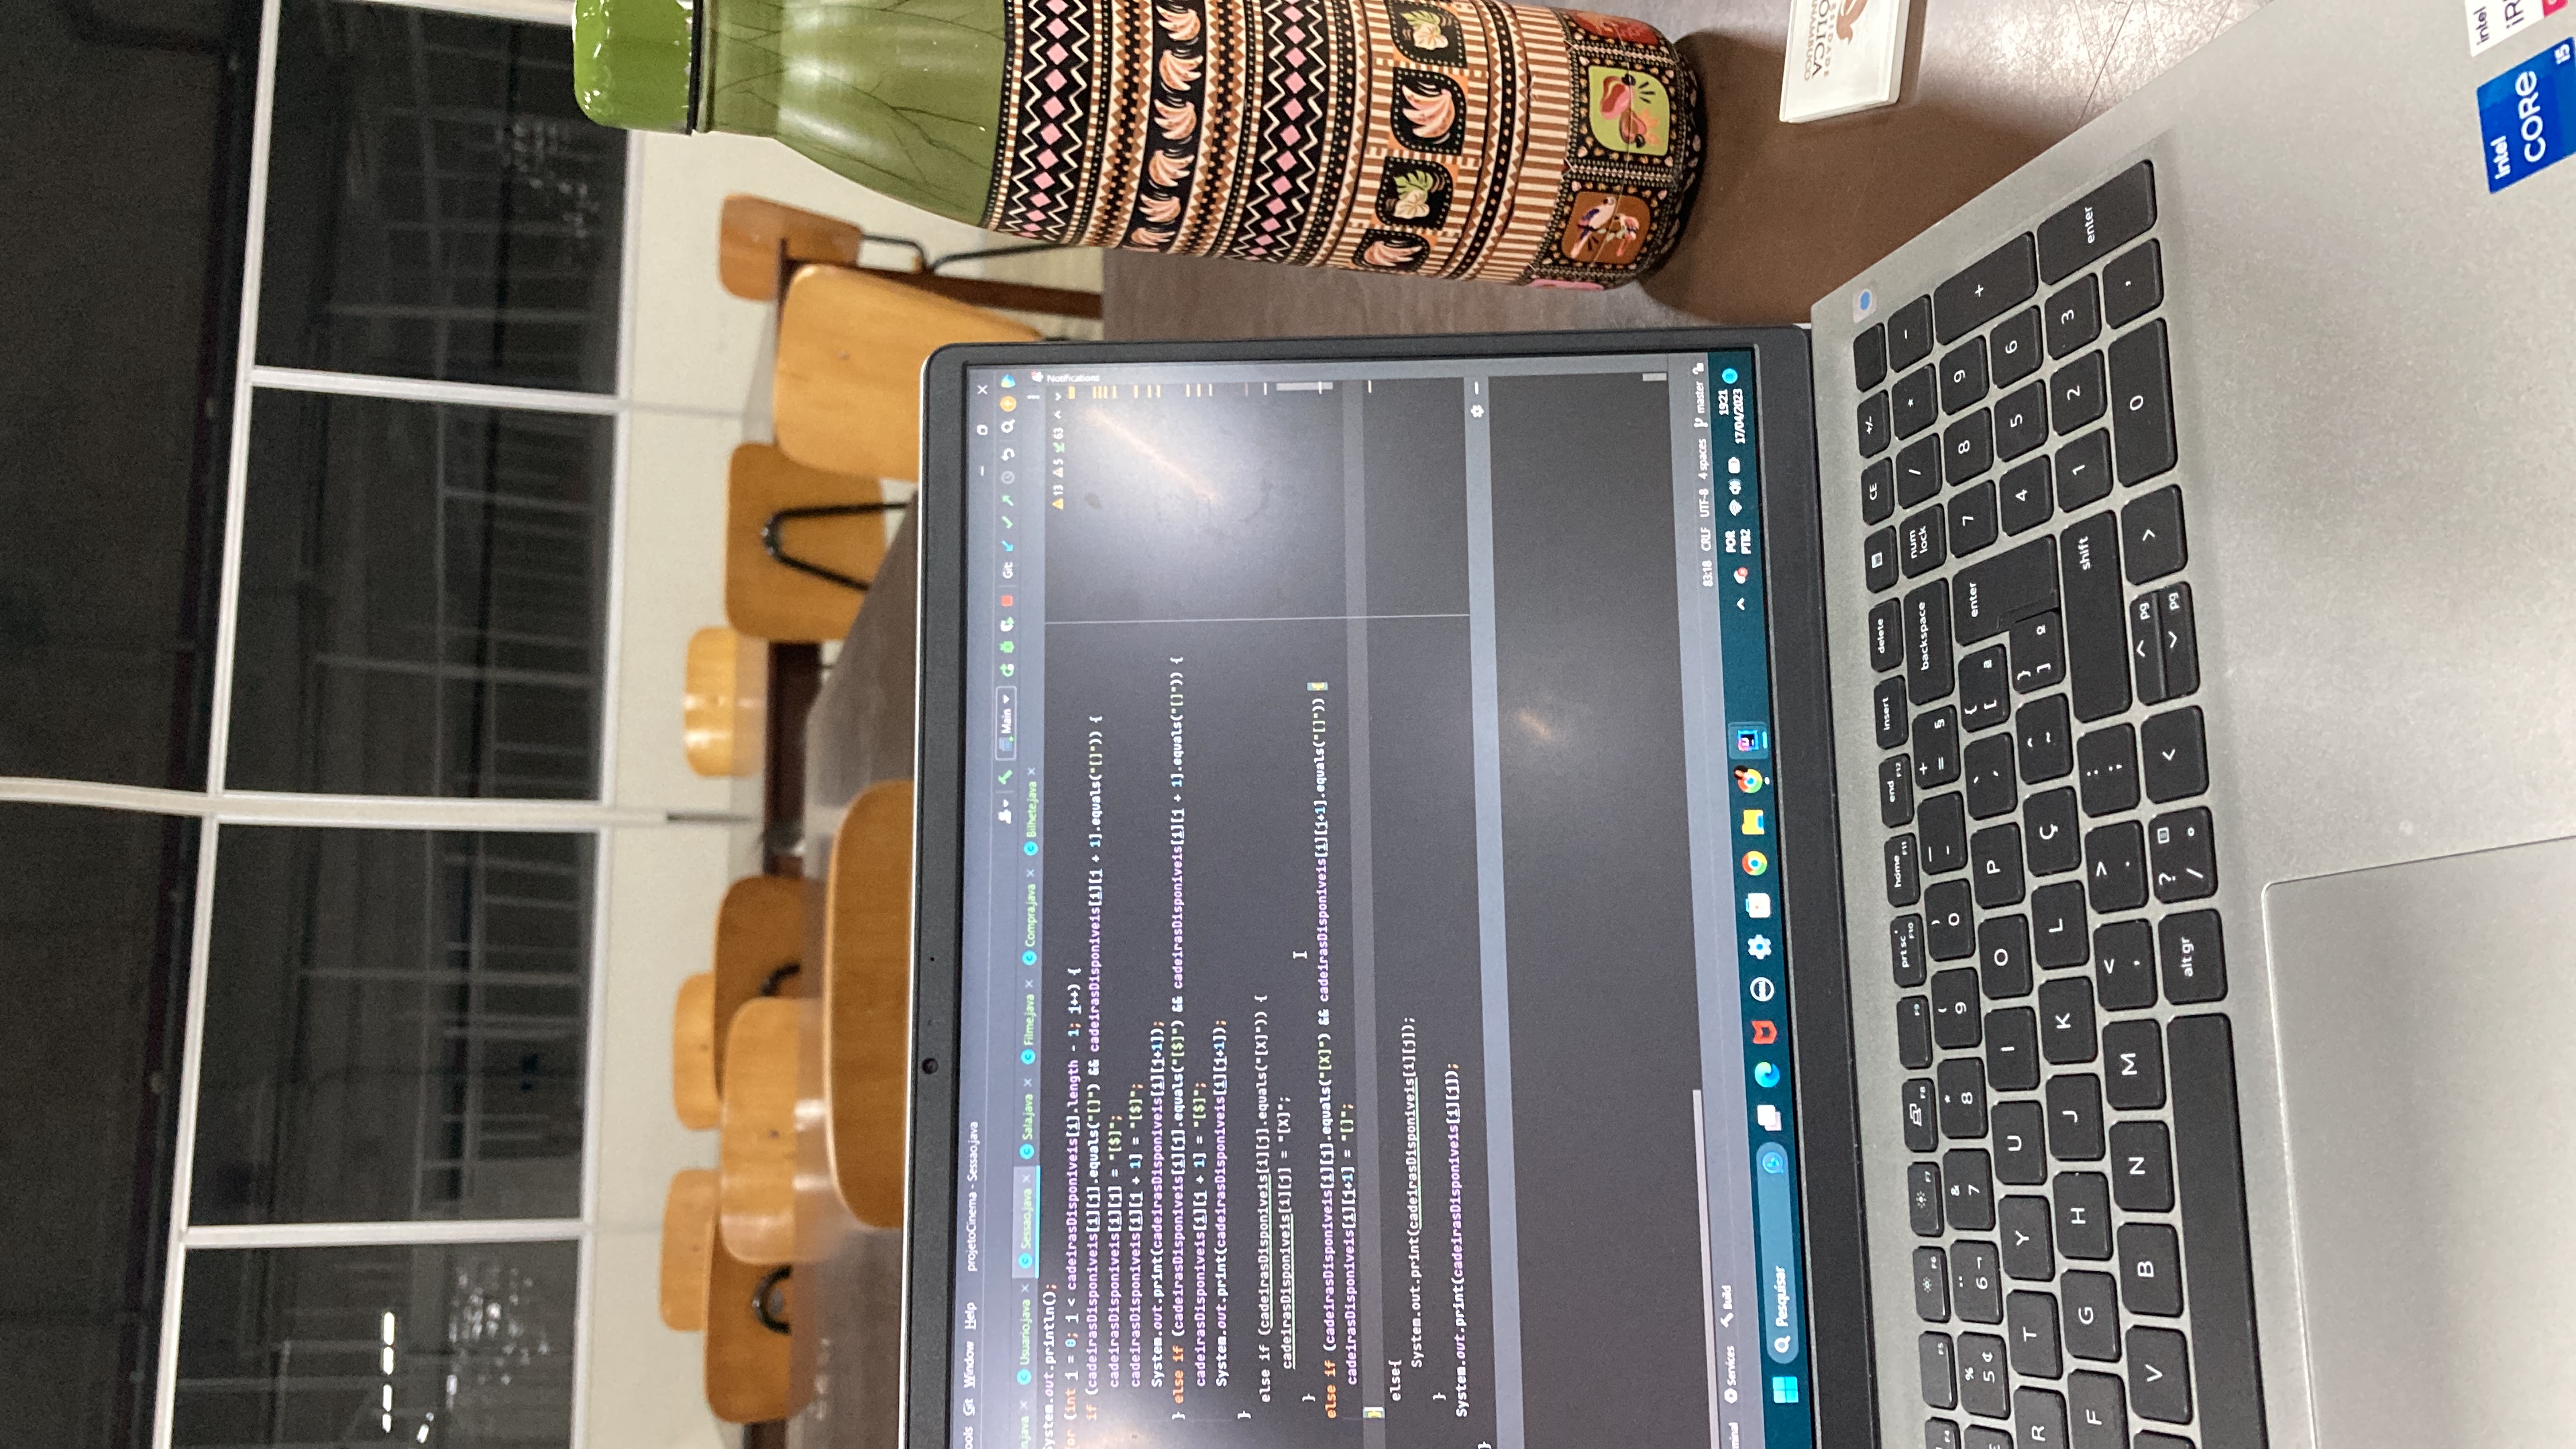 Git Window Help projetoCinema - Sessao.java
Main Git:
Usuario.java Sessao.java Sala.java Filme.java Compra.java Bilhete.java
13 5 63
Notifications
System.out.println();
for (int j = 0; j < cadeirasDisponiveis[i].length - 1; j++) {
if (cadeirasDisponiveis[i][j].equals("[]") && cadeirasDisponiveis[i][j + 1].equals("[]")) {
cadeirasDisponiveis[i][j] = "[$]";
cadeirasDisponiveis[i][j + 1] = "[$]";
System.out.print(cadeirasDisponiveis[i][j+1]);
} else if (cadeirasDisponiveis[i][j].equals("[$]") && cadeirasDisponiveis[i][j + 1].equals("[]")) {
cadeirasDisponiveis[i][j + 1] = "[$]";
System.out.print(cadeirasDisponiveis[i][j+1]);
}
else if (cadeirasDisponiveis[i][j].equals("[X]")) {
cadeirasDisponiveis[i][j] = "[X]";
}
else if (cadeirasDisponiveis[i][j].equals("[X]") && cadeirasDisponiveis[i][j+1].equals("[]")) {
cadeirasDisponiveis[i][j+1] = "[]";
}
else{
System.out.print(cadeirasDisponiveis[i][j]);
}
System.out.print(cadeirasDisponiveis[i][j]);
}
83:18 CRLF UTF-8 4 spaces master
Services Build
Pesquisar
POR
PTB2
19:21
17/04/2023
F4 F5 F6 F7 F8 F9 prt sc F10 home F11 end F12 insert delete CE +/-
% 5 ¢ ¨ 6 ¬ & 7 * 8 ( 9 ) 0 _ - + = § backspace num lock / * -
R T Y U I O P ` ´ { [ ª enter 7 8 9 +
F G H J K L Ç ^ ~ } ] º 4 5 6
V B N M < , > . : ; shift 1 2 3 enter
alt gr ? / ° < pg pg > 0 ,
intel
CORE
i5
intel